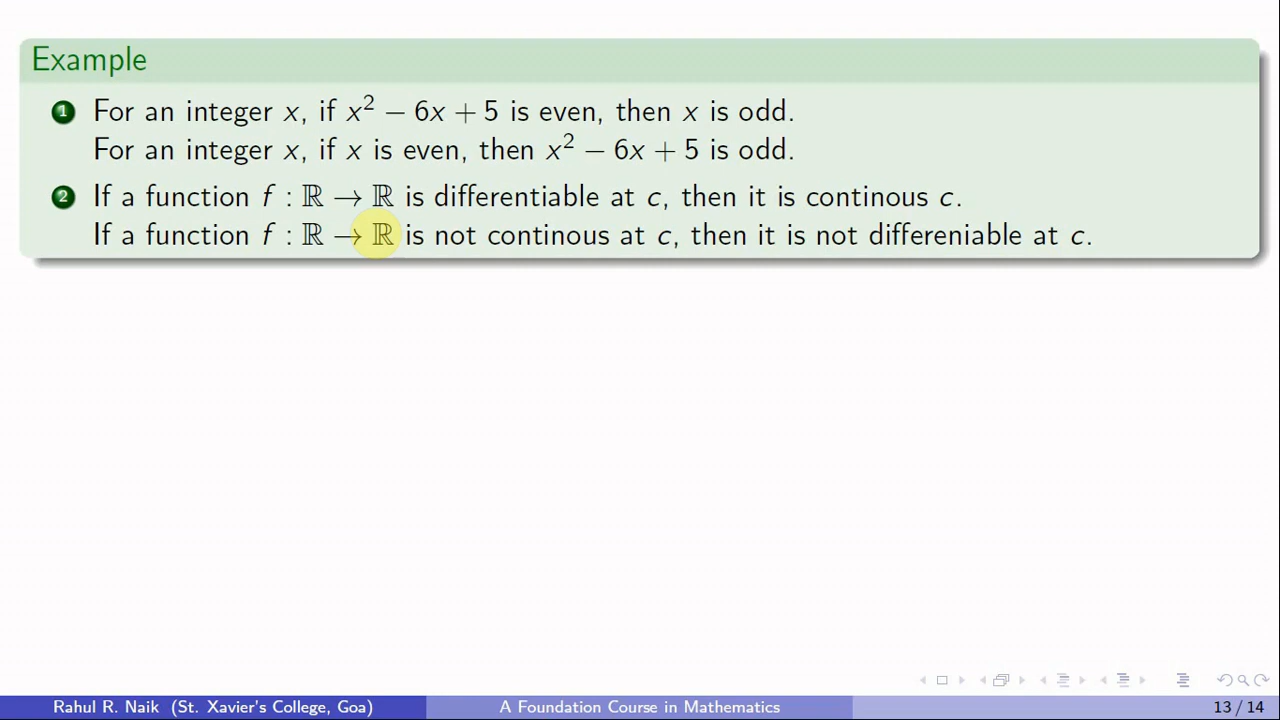 Example
1 For an integer x, if x² − 6x + 5 is even, then x is odd.
For an integer x, if x is even, then x² − 6x + 5 is odd.
2 If a function f : ℝ → ℝ is differentiable at c, then it is continous c.
If a function f : ℝ → ℝ is not continous at c, then it is not differeniable at c.
Rahul R. Naik (St. Xavier's College, Goa) A Foundation Course in Mathematics 13 / 14